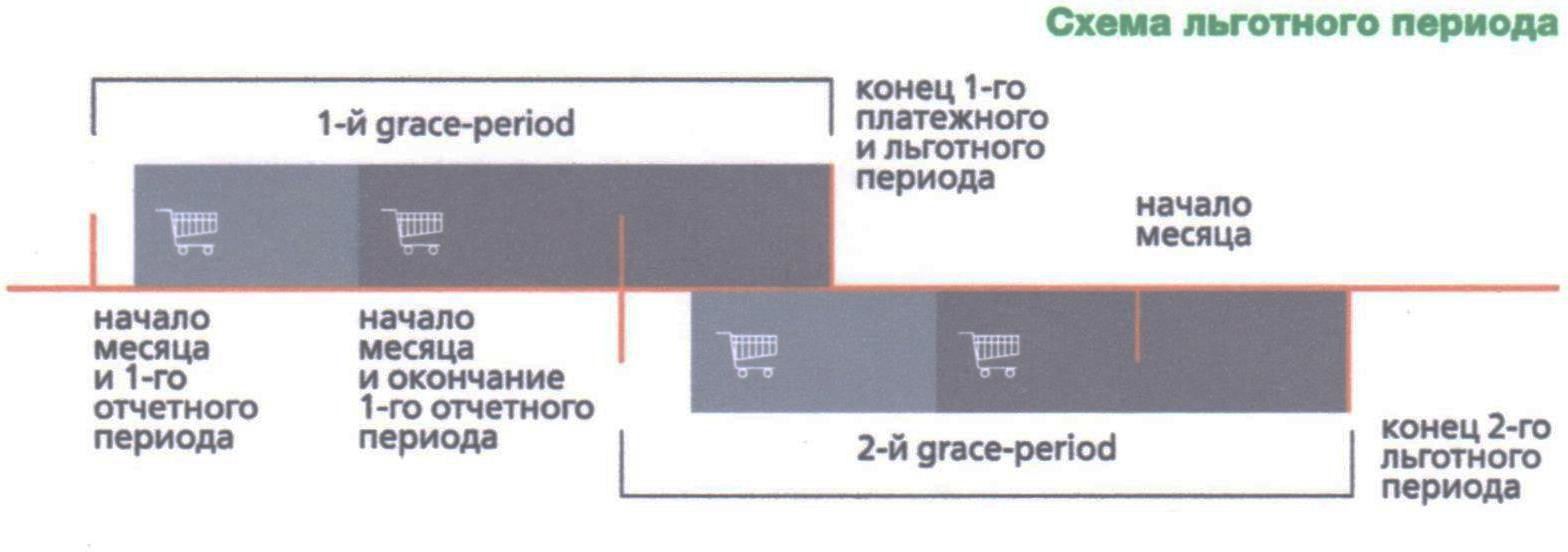 Схема льготного периода
1-й grace-period
конец 1-го
платежного
и льготного
периода
начало
месяца
начало
месяца
и 1-го
отчетного
периода
начало
месяца
и окончание
1-го отчетного
периода
2-й grace-period
конец 2-го
льготного
периода